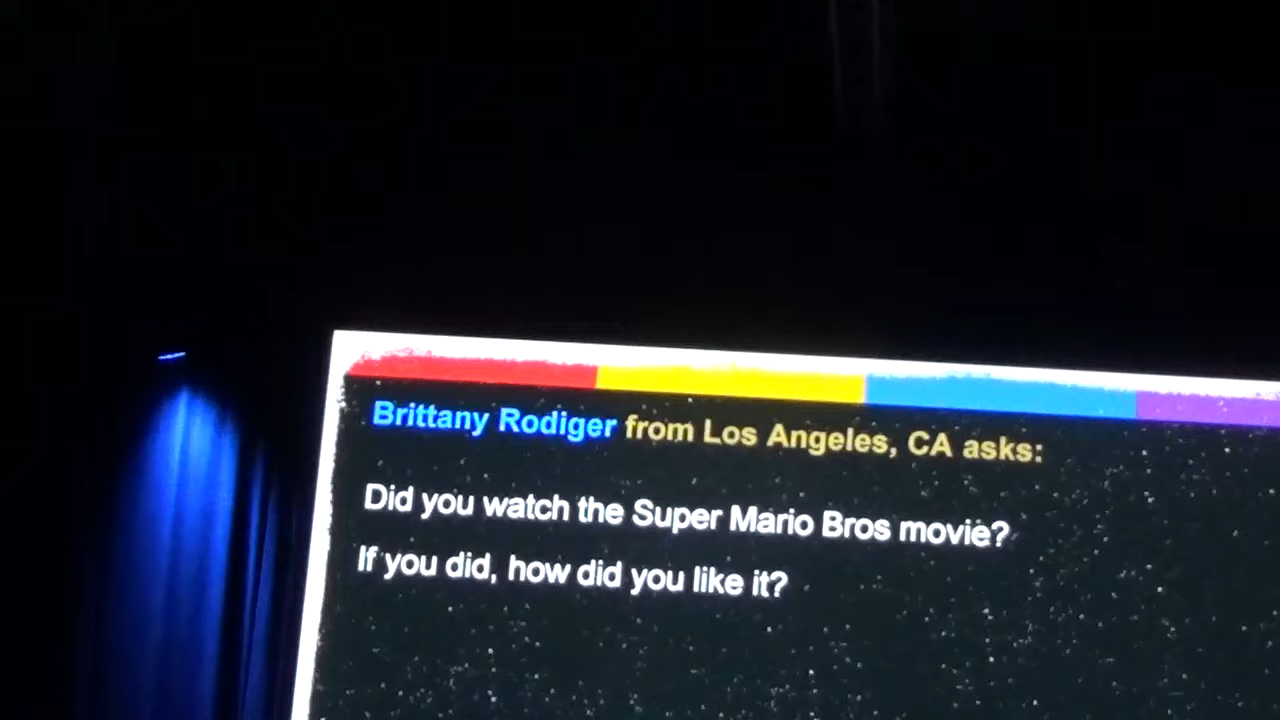 Brittany Rodiger from Los Angeles, CA asks:
Did you watch the Super Mario Bros movie?
If you did, how did you like it?